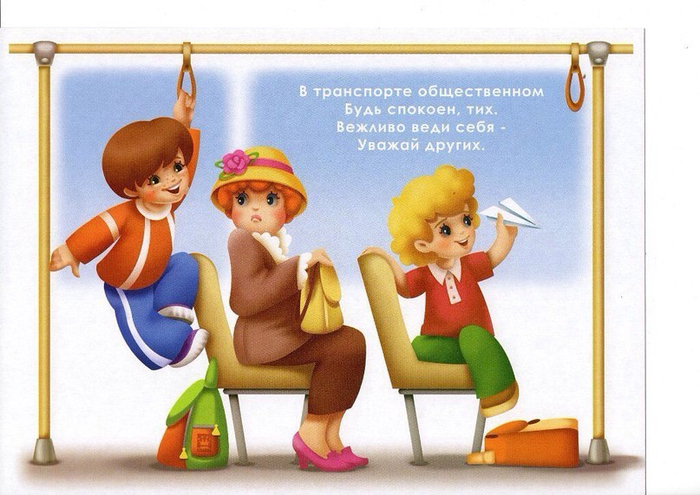 В транспорте общественном
Будь спокоен, тих.
Вежливо веди себя -
Уважай других.